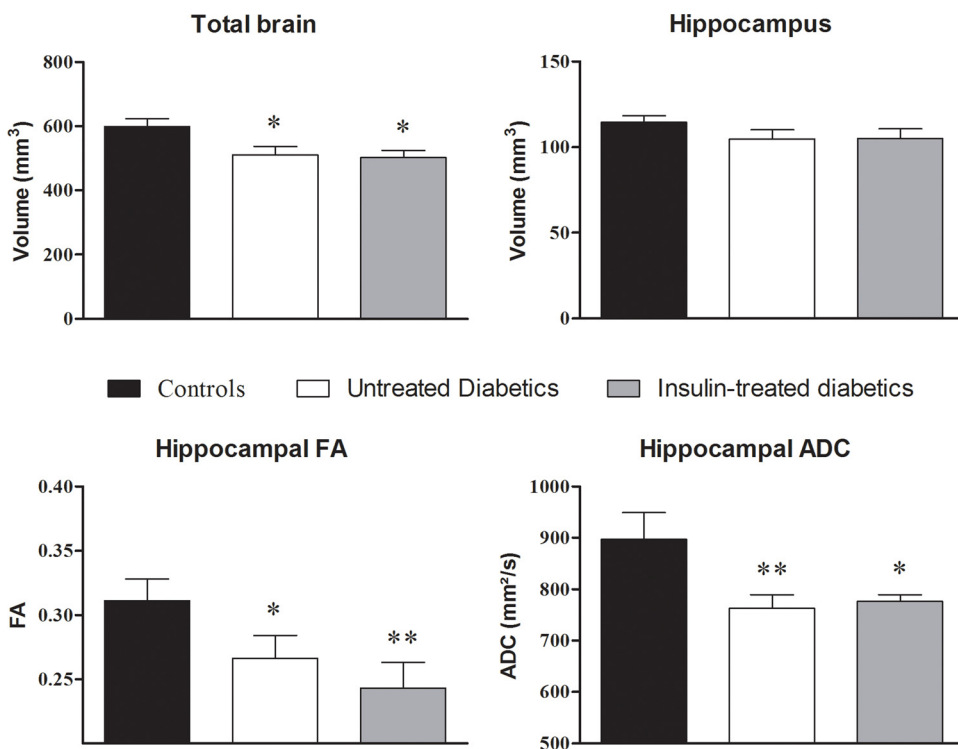 Total brain
Volume (mm³)
800
600
400
200
0
*
*
Hippocampus
Volume (mm³)
150
100
50
0
Controls
Untreated Diabetics
Insulin-treated diabetics
Hippocampal FA
FA
0.40
0.35
0.30
0.25
*
**
Hippocampal ADC
ADC (mm²/s)
1000
900
800
700
600
500
**
*